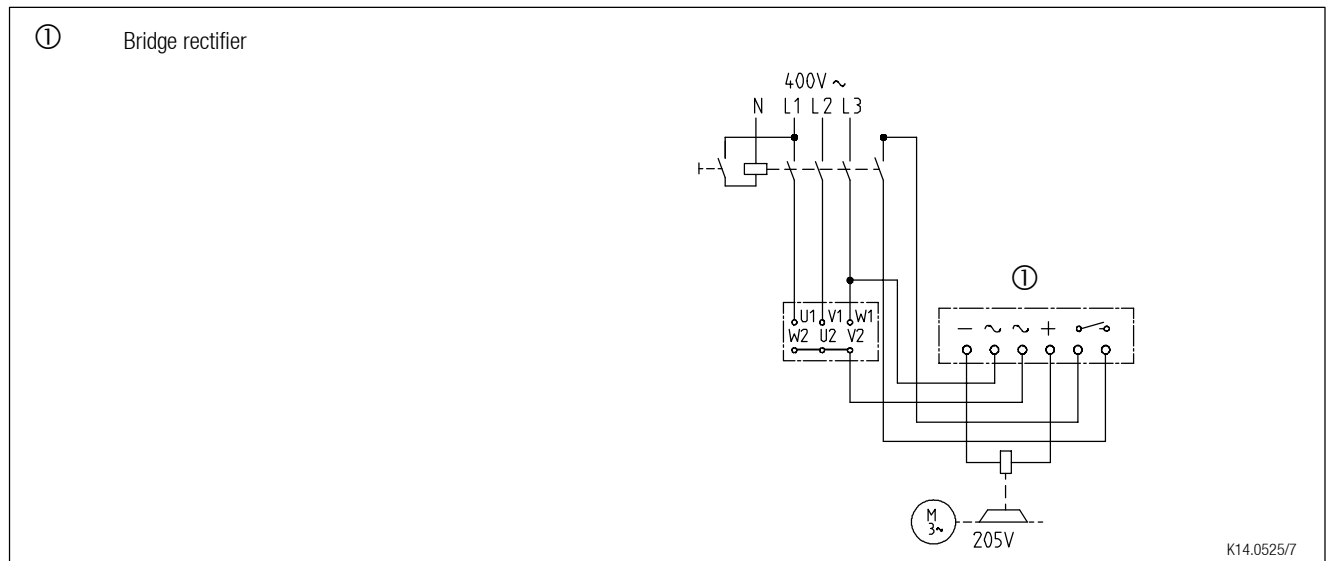 ① Bridge rectifier
400V ~
N L1 L2 L3
①
U1 V1 W1
W2 U2 V2
− ~ ~ +
M
3~
205V
K14.0525/7